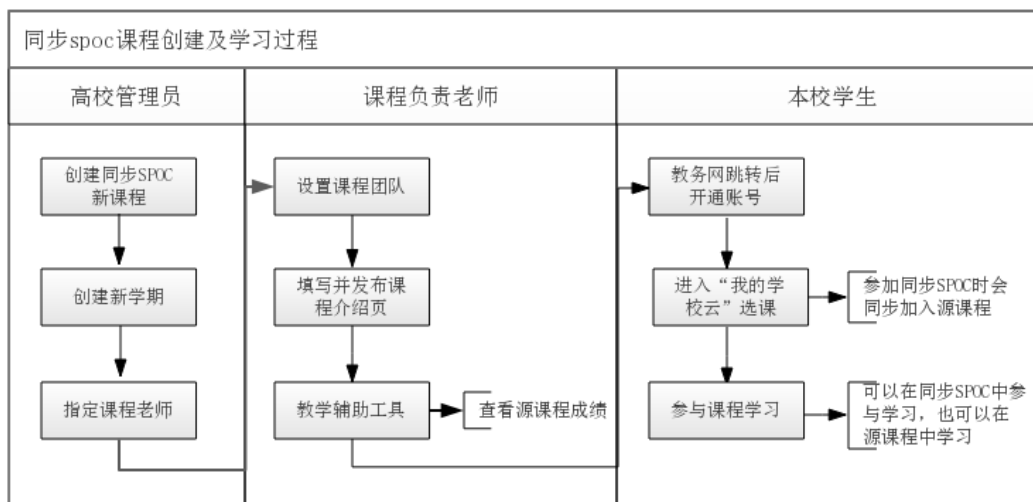 同步spoc课程创建及学习过程
高校管理员
课程负责老师
本校学生
创建同步SPOC
新课程
创建新学期
指定课程老师
设置课程团队
填写并发布课
程介绍页
教学辅助工具
查看源课程成绩
教务网跳转后
开通账号
进入“我的学
校云”选课
参加同步SPOC时会
同步加入源课程
参与课程学习
可以在同步SPOC中参
与学习，也可以在
源课程中学习